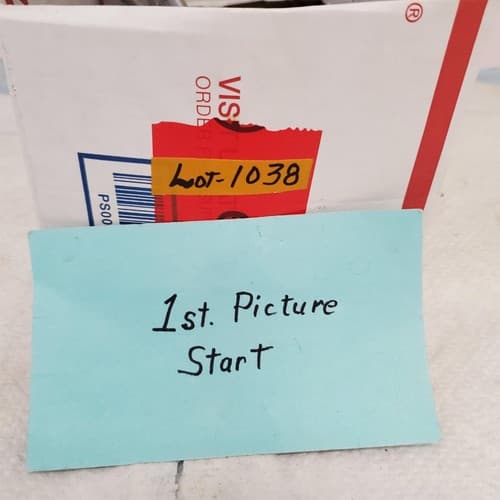 ®
VIS
ORDE
Lot-1038
PS00
1st. Picture
Start